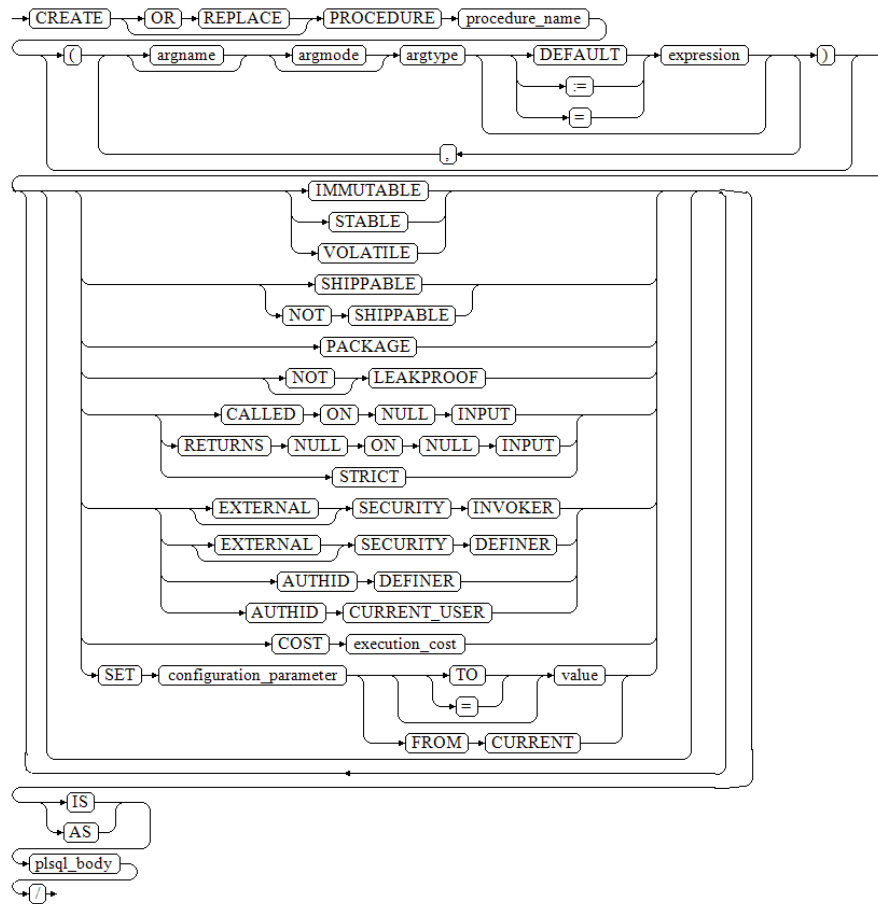 CREATE OR REPLACE PROCEDURE procedure_name
( argname argmode argtype DEFAULT expression )
:=
=
,
IMMUTABLE
STABLE
VOLATILE
SHIPPABLE
NOT SHIPPABLE
PACKAGE
NOT LEAKPROOF
CALLED ON NULL INPUT
RETURNS NULL ON NULL INPUT
STRICT
EXTERNAL SECURITY INVOKER
EXTERNAL SECURITY DEFINER
AUTHID DEFINER
AUTHID CURRENT_USER
COST execution_cost
SET configuration_parameter TO value
=
FROM CURRENT
IS
AS
plsql_body
/